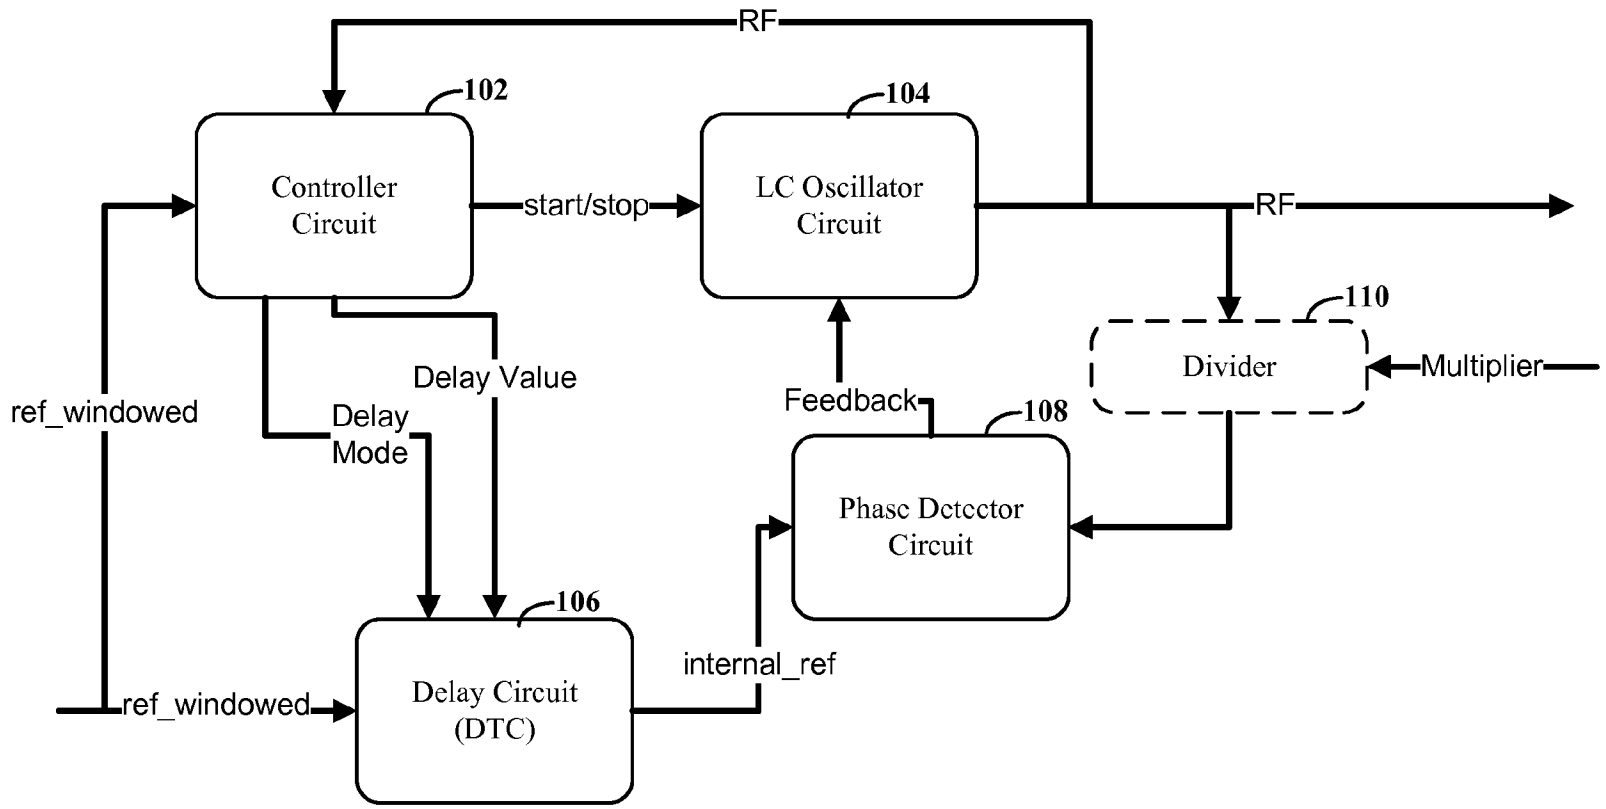 RF
102
104
Controller
Circuit
start/stop
LC Oscillator
Circuit
RF
110
Divider
Multiplier
Delay Value
Feedback
ref_windowed
Delay
Mode
108
Phase Detector
Circuit
106
internal_ref
Delay Circuit
(DTC)
ref_windowed